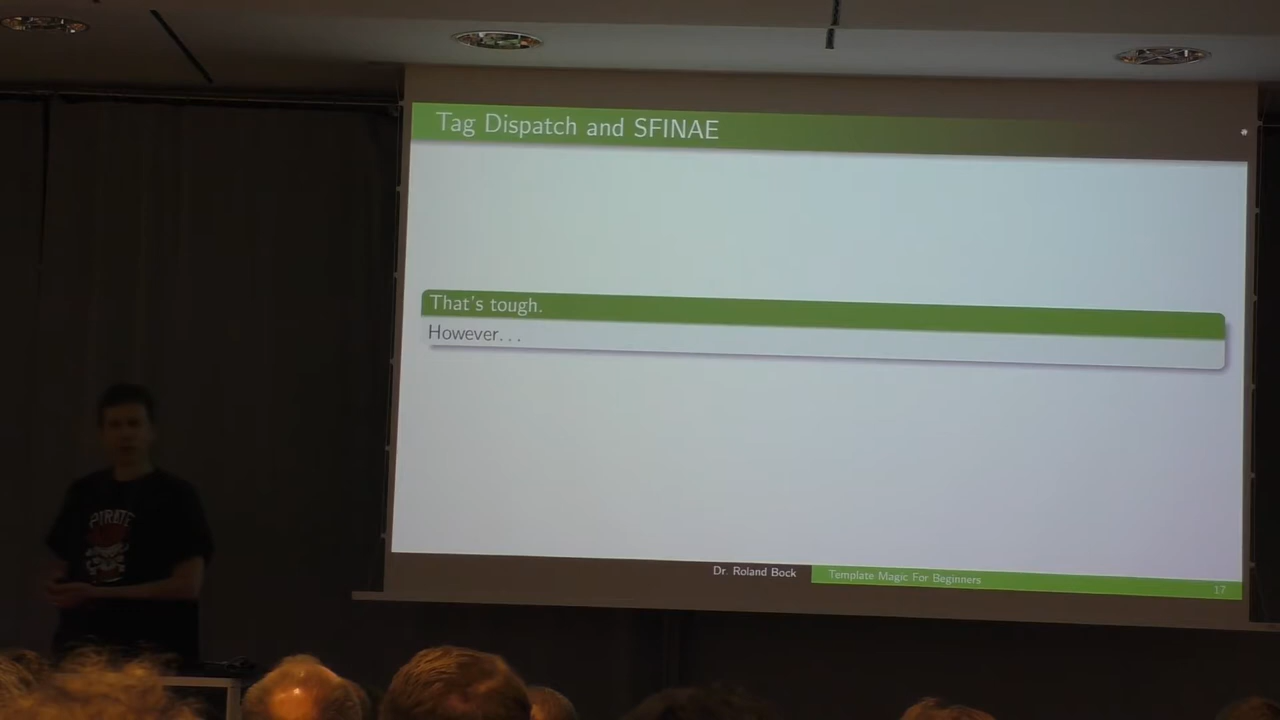 Tag Dispatch and SFINAE
That's tough.
However...
PIRATE
Dr. Roland Bock
Template Magic For Beginners
17